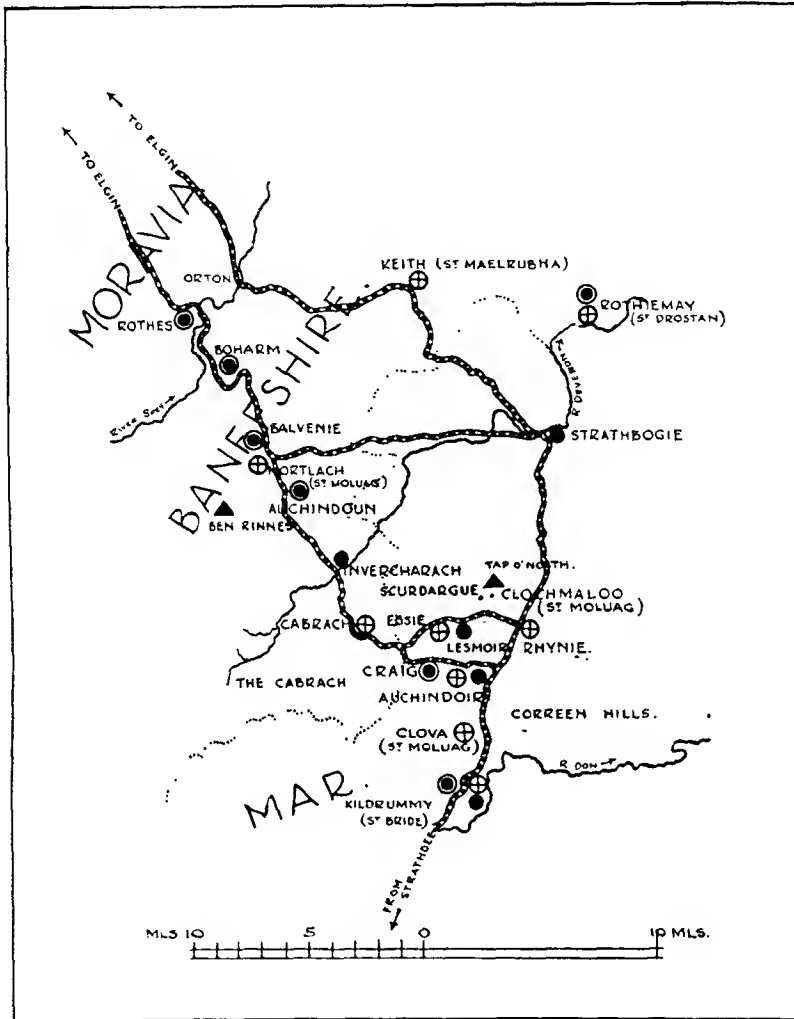 TO ELGIN
TO ELGIN
MORAVIA
BANFFSHIRE.
KEITH (ST MAELRUBHA)
ORTON
ROTHIEMAY
(ST DROSTAN)
ROTHES
BOHARM
R DEVERON
RIVER SPEY
BALVENIE
STRATHBOGIE
MORTLACH
(ST MOLUAG)
AUCHINDOUN
BEN RINNES
INVERCHARACH
TAP O'NORTH.
SCURDARGUE
CLOCHMALOO
(ST MOLUAG)
CABRACH
ESSIE
LESMOIR
RHYNIE.
THE CABRACH
CRAIG
AUCHINDOIR
CORREEN HILLS.
CLOVA
(ST MOLUAG)
R DON
MAR.
KILDRUMMY
(ST BRIDE)
FROM
STRATHDEE
MLS 10 5 0 10 MLS.